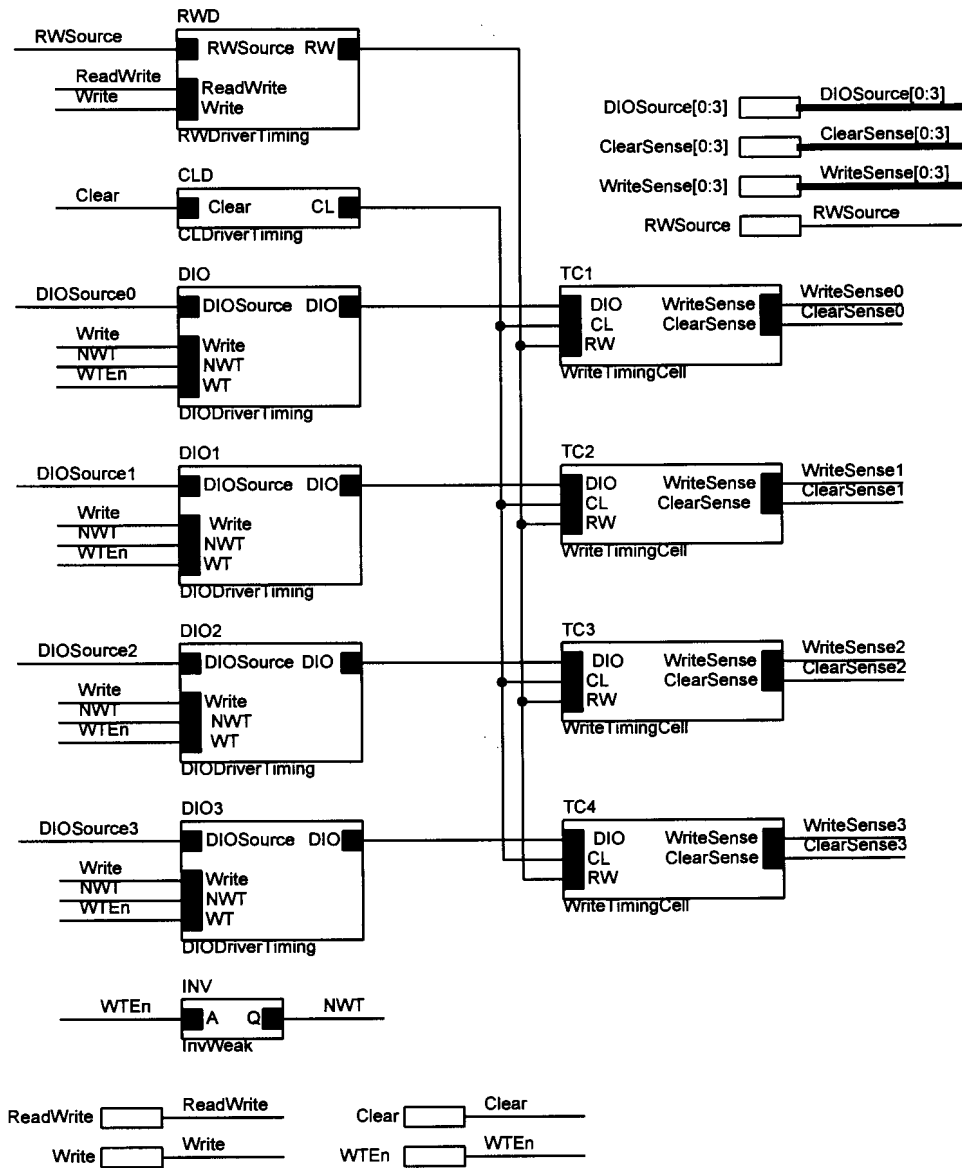 RWD
RWSource RWSource RW
ReadWrite ReadWrite
Write Write
RWDriverTiming
DIOSource[0:3] DIOSource[0:3]
ClearSense[0:3] ClearSense[0:3]
WriteSense[0:3] WriteSense[0:3]
RWSource RWSource
CLD
Clear Clear CL
CLDriverTiming
DIO
DIOSource0 DIOSource DIO
Write Write
NWT NWT
WTEn WT
DIODriverTiming
TC1
DIO WriteSense WriteSense0
CL ClearSense ClearSense0
RW
WriteTimingCell
DIO1
DIOSource1 DIOSource DIO
Write Write
NWT NWT
WTEn WT
DIODriverTiming
TC2
DIO WriteSense WriteSense1
CL ClearSense ClearSense1
RW
WriteTimingCell
DIO2
DIOSource2 DIOSource DIO
Write Write
NWT NWT
WTEn WT
DIODriverTiming
TC3
DIO WriteSense WriteSense2
CL ClearSense ClearSense2
RW
WriteTimingCell
DIO3
DIOSource3 DIOSource DIO
Write Write
NWT NWT
WTEn WT
DIODriverTiming
TC4
DIO WriteSense WriteSense3
CL ClearSense ClearSense3
RW
WriteTimingCell
INV
WTEn A Q NWT
InvWeak
ReadWrite ReadWrite Clear Clear
Write Write WTEn WTEn